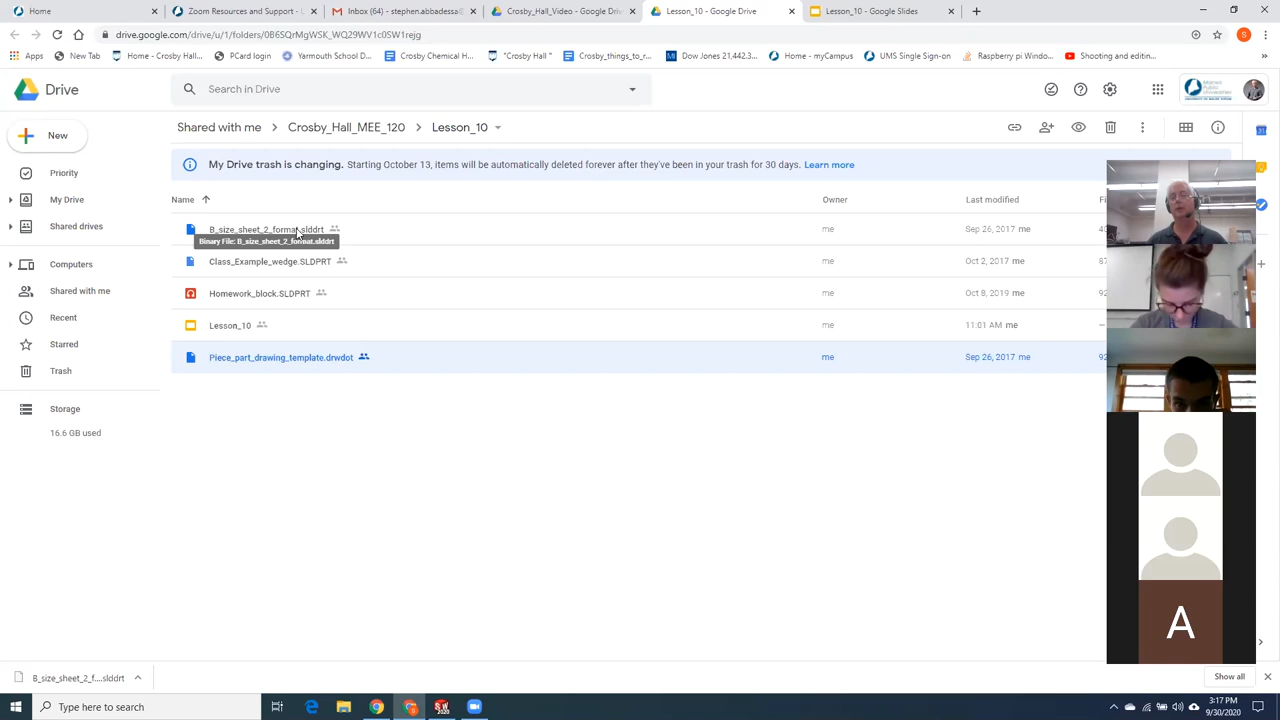 Home
Zoom Resources and Support - L
Inbox (64) - stephen.abbadessa@
Crosby_Hall_Video - Google Driv
Lesson_10 - Google Drive
Lesson_10 - Google Slides
drive.google.com/drive/u/1/folders/0B6SQrMgWSK_WQ29WV1c0SW1rejg
S
Apps
New Tab
Home - Crosby Hall
Yarmouth School D...
Crosby Chemical H...
"Crosby Hall" - Goo...
Crosby_things_to_r...
Dow Jones 21,442.3...
Home - myCampus
UMS Single Sign-on
Raspberry pi Windo...
Shooting and editin...
Drive
Search in Drive
New
Shared with me
Crosby_Hall_MEE_120
Lesson_10
My Drive trash is changing. Starting October 13, items will be automatically deleted forever after they've been in your trash for 30 days. Learn more
Priority
My Drive
Shared drives
Computers
Shared with me
Recent
Starred
Trash
Storage
16.6 GB used
Name
Owner
Last modified
Fi
B_size_sheet_2_format.slddrt
me
Sep 26, 2017 me
Binary File: B_size_sheet_2_format.slddrt
Class_Example_wedge.SLDPRT
me
Oct 2, 2017 me
Homework_block.SLDPRT
me
Oct 8, 2019 me
Lesson_10
me
11:01 AM me
Piece_part_drawing_template.drwdot
me
Sep 26, 2017 me
A
B_size_sheet_2_f....slddrt
Show all
Type here to search
3:17 PM
9/30/2020